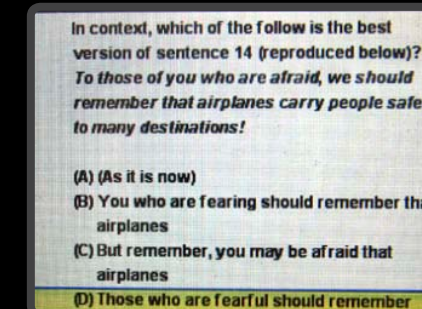 In context, which of the follow is the best
version of sentence 14 (reproduced below)?
To those of you who are afraid, we should
remember that airplanes carry people safe
to many destinations!
(A) (As it is now)
(B) You who are fearing should remember th
airplanes
(C) But remember, you may be afraid that
airplanes
(D) Those who are fearful should remember